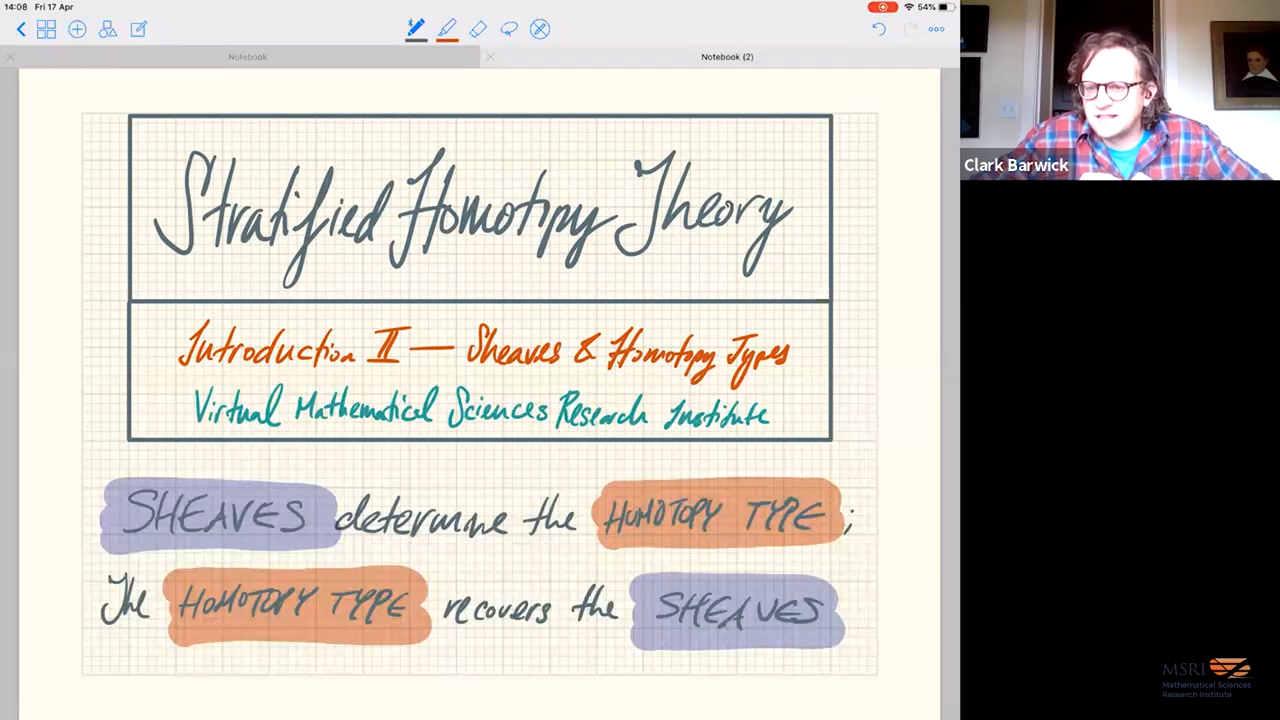 14:08 Fri 17 Apr
54%
Notebook
Notebook (2)
Clark Barwick
Stratified Homotopy Theory
Introduction II — Sheaves & Homotopy Types
Virtual Mathematical Sciences Research Institute
SHEAVES determine the HOMOTOPY TYPE;
The HOMOTOPY TYPE recovers the SHEAVES
MSRI
Mathematical Sciences
Research Institute